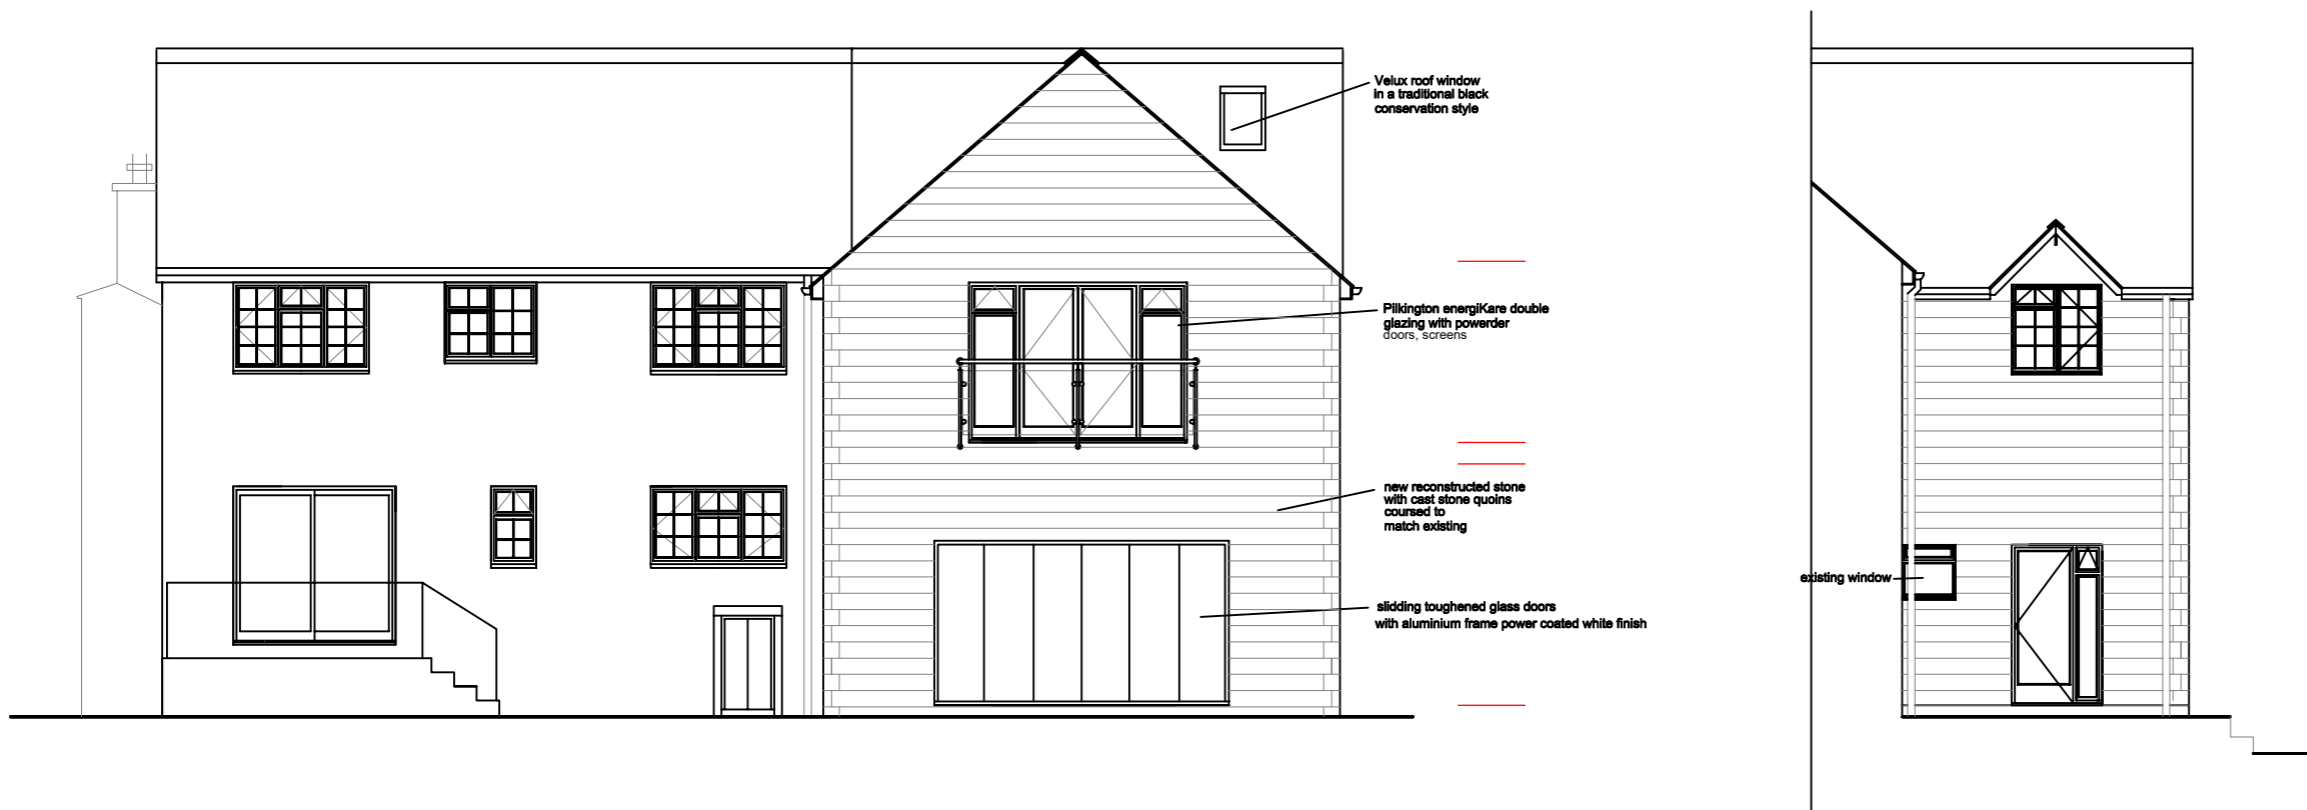 Velux roof window
in a traditional black
conservation style
Pilkington energiKare double
glazing with powerder
doors, screens
new reconstructed stone
with cast stone quoins
coursed to
match existing
existing window
slidding toughened glass doors
with aluminium frame power coated white finish